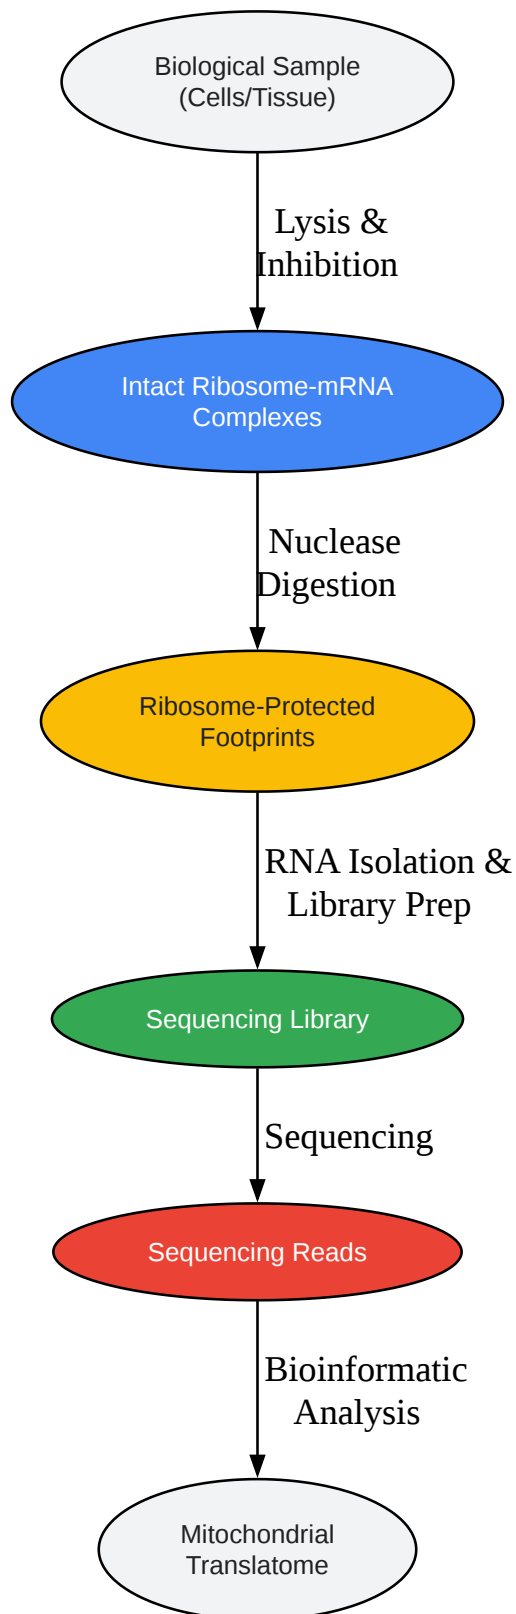 Biological Sample
(Cells/Tissue)
Lysis &
Inhibition
Intact Ribosome-mRNA
Complexes
Nuclease
Digestion
Ribosome-Protected
Footprints
RNA Isolation &
Library Prep
Sequencing Library
Sequencing
Sequencing Reads
Bioinformatic
Analysis
Mitochondrial
Translatome